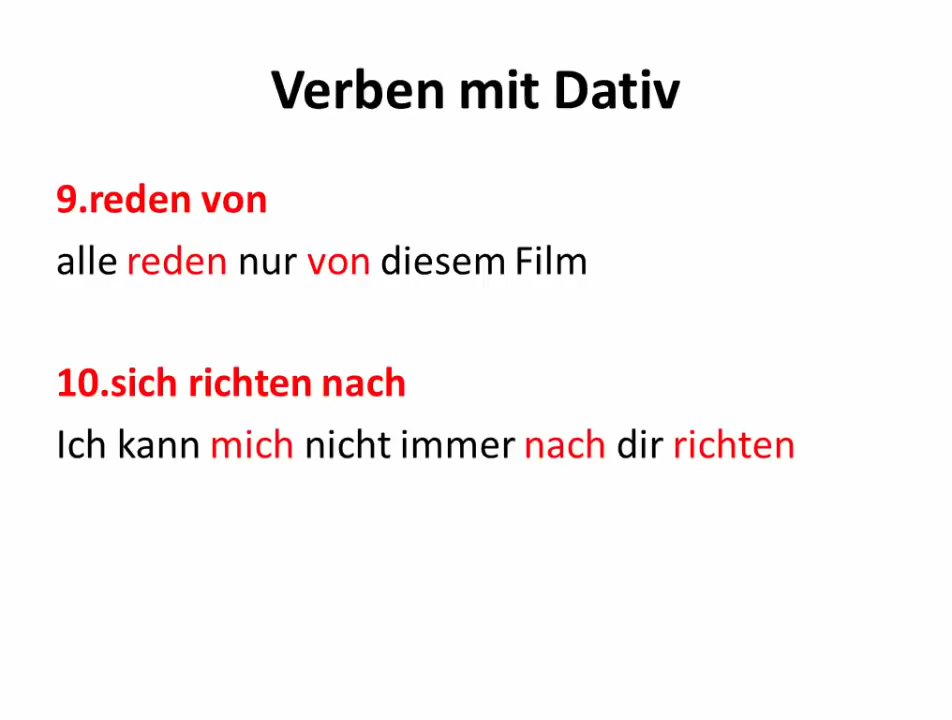 Verben mit Dativ
9.reden von
alle reden nur von diesem Film
10.sich richten nach
Ich kann mich nicht immer nach dir richten